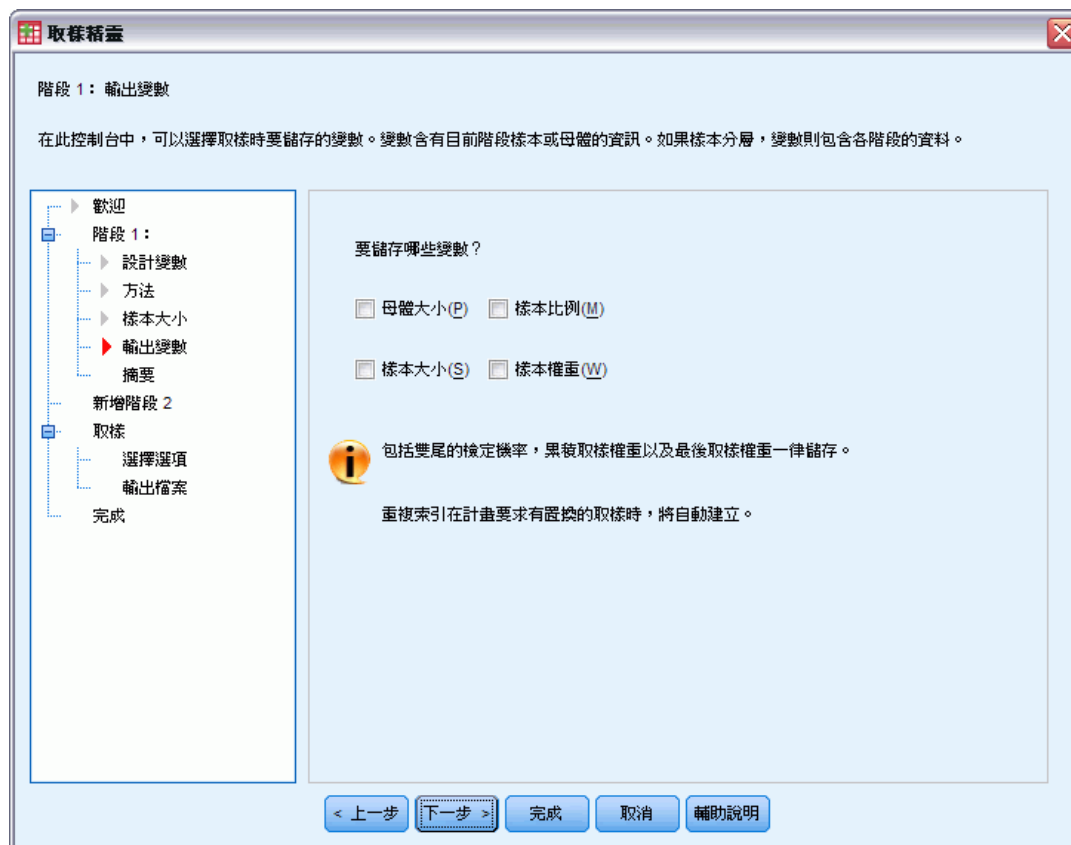 取樣精靈
階段 1： 輸出變數
在此控制台中，可以選擇取樣時要儲存的變數。變數含有目前階段樣本或母體的資訊。如果樣本分層，變數則包含各階段的資料。
歡迎
階段 1：
設計變數
方法
樣本大小
輸出變數
摘要
新增階段 2
取樣
選擇選項
輸出檔案
完成
要儲存哪些變數？
母體大小(P) 樣本比例(M)
樣本大小(S) 樣本權重(W)
包括雙尾的檢定機率，累積取樣權重以及最後取樣權重一律儲存。
重複索引在計畫要求有置換的取樣時，將自動建立。
< 上一步 下一步 > 完成 取消 輔助說明